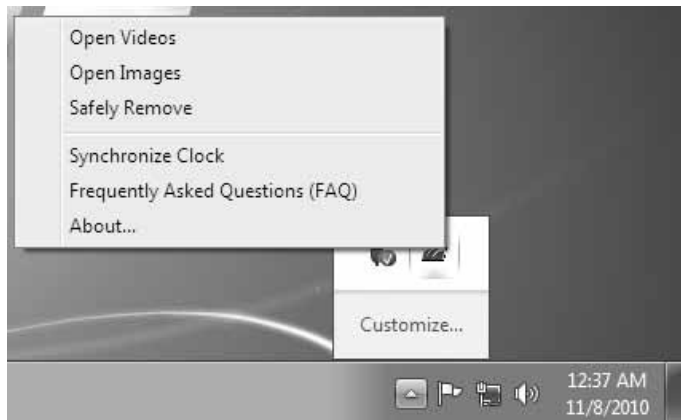 Open Videos
Open Images
Safely Remove
Synchronize Clock
Frequently Asked Questions (FAQ)
About...
Customize...
12:37 AM
11/8/2010